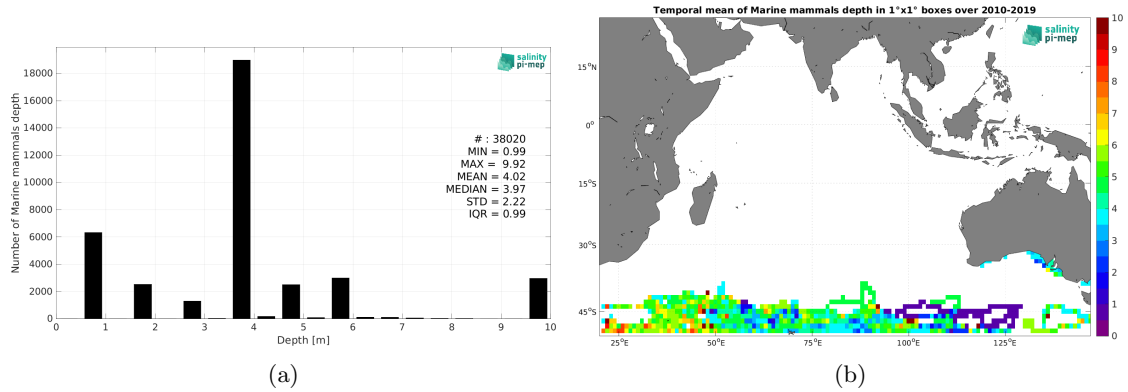 Temporal mean of Marine mammals depth in 1°x1° boxes over 2010-2019
salinity
pi-mep
Number of Marine mammals depth
18000
16000
14000
12000
10000
8000
6000
4000
2000
0
# : 38020
MIN = 0.99
MAX = 9.92
MEAN = 4.02
MEDIAN = 3.97
STD = 2.22
IQR = 0.99
0 1 2 3 4 5 6 7 8 9 10
Depth [m]
(a)
salinity
pi-mep
15°N
0°
15°S
30°S
45°S
25°E 50°E 75°E 100°E 125°E
10
9
8
7
6
5
4
3
2
1
0
(b)